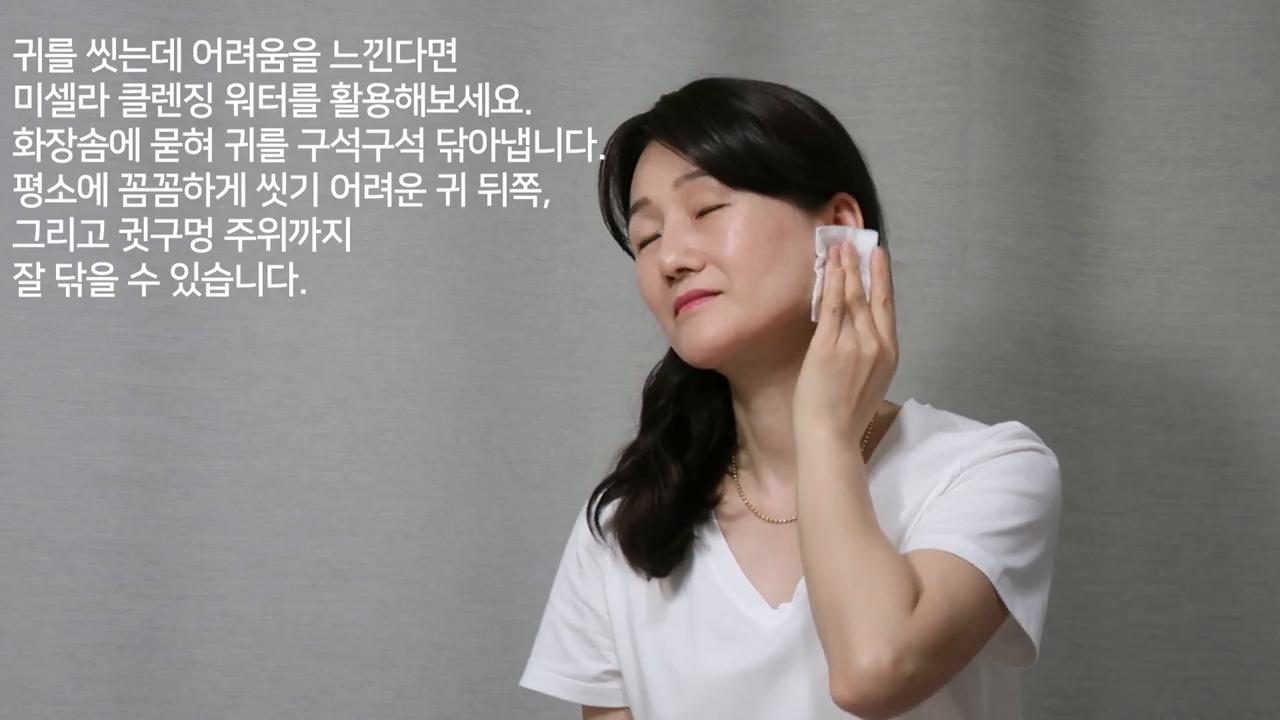 귀를 씻는데 어려움을 느낀다면
미셀라 클렌징 워터를 활용해보세요.
화장솜에 묻혀 귀를 구석구석 닦아냅니다.
평소에 꼼꼼하게 씻기 어려운 귀 뒤쪽,
그리고 귓구멍 주위까지
잘 닦을 수 있습니다.